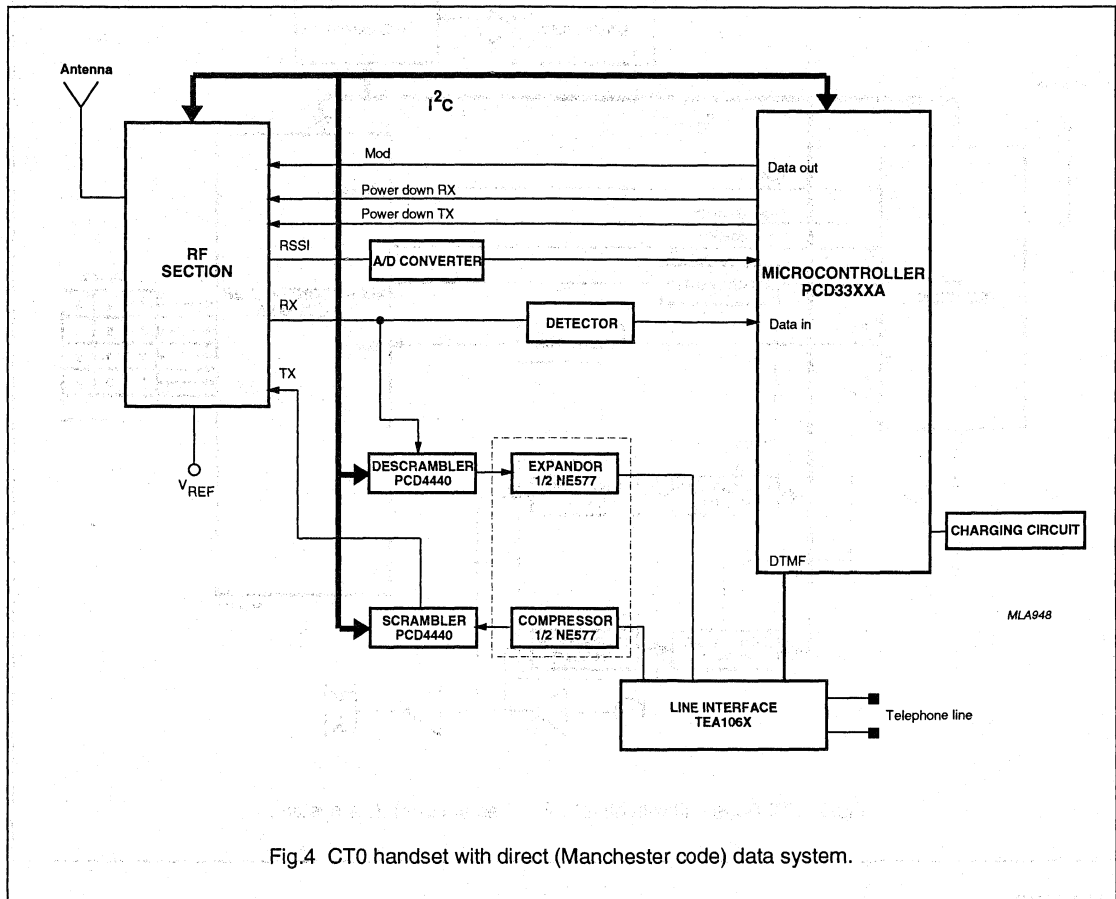 Antenna
I²C
Mod
Data out
Power down RX
Power down TX
RF
SECTION
RSSI
A/D CONVERTER
MICROCONTROLLER
PCD33XXA
RX
DETECTOR
Data in
TX
DESCRAMBLER
PCD4440
EXPANDOR
1/2 NE577
VREF
CHARGING CIRCUIT
DTMF
SCRAMBLER
PCD4440
COMPRESSOR
1/2 NE577
MLA948
LINE INTERFACE
TEA106X
Telephone line
Fig.4 CT0 handset with direct (Manchester code) data system.